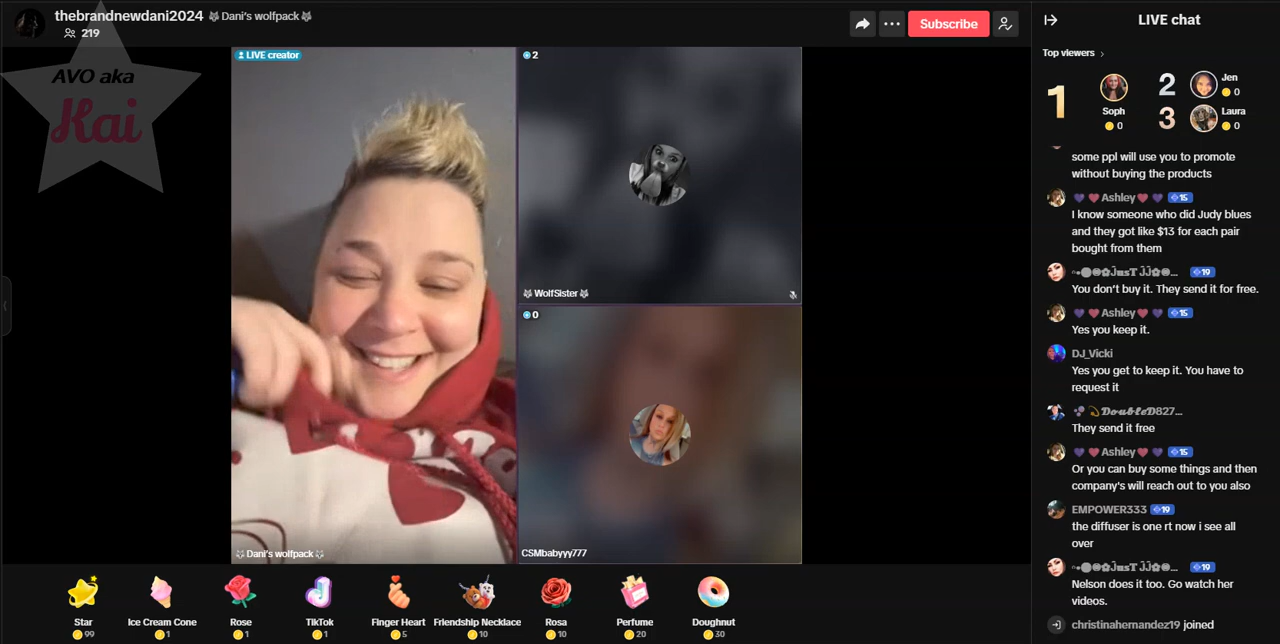 thebrandnewdani2024 🐺Dani's wolfpack🐺
219
Subscribe
LIVE chat
AVO aka
Kai
LIVE creator
2
WolfSister
0
Dani's wolfpack
CSMbabyyy777
Star
99
Ice Cream Cone
1
Rose
1
TikTok
1
Finger Heart
5
Friendship Necklace
10
Rosa
10
Perfume
20
Doughnut
30
Top viewers
1
Soph
0
2
Jen
0
3
Laura
0
some ppl will use you to promote
without buying the products
💜❤️Ashley❤️💜 15
I know someone who did Judy blues
and they got like $13 for each pair
bought from them
19
You don't buy it. They send it for free.
💜❤️Ashley❤️💜 15
Yes you keep it.
DJ_Vicki
Yes you get to keep it. You have to
request it
𝓓𝓸𝓾𝓫𝓵𝓮𝓓827...
They send it free
💜❤️Ashley❤️💜 15
Or you can buy some things and then
company's will reach out to you also
EMPOWER333 19
the diffuser is one rt now i see all
over
19
Nelson does it too. Go watch her
videos.
christinahernandez19 joined